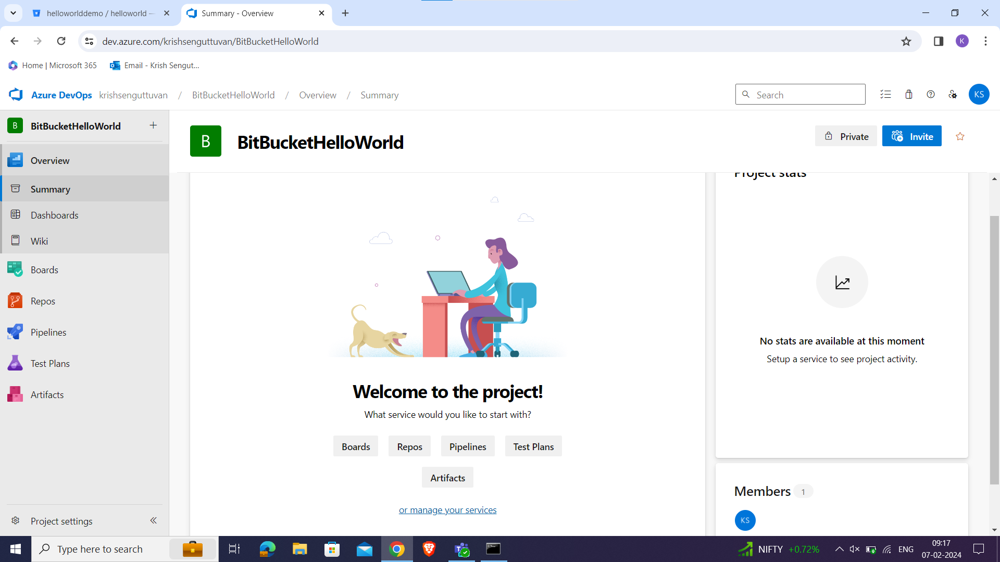 helloworlddemo / helloworld —
Summary - Overview
dev.azure.com/krishsenguttuvan/BitBucketHelloWorld
K
Home | Microsoft 365
Email - Krish Sengut...
Azure DevOps krishsenguttuvan / BitBucketHelloWorld / Overview / Summary
Search
KS
B BitBucketHelloWorld
Overview
Summary
Dashboards
Wiki
Boards
Repos
Pipelines
Test Plans
Artifacts
Project settings
B BitBucketHelloWorld
Private
Invite
Welcome to the project!
What service would you like to start with?
Boards Repos Pipelines Test Plans
Artifacts
or manage your services
Project stats
No stats are available at this moment
Setup a service to see project activity.
Members 1
KS
Type here to search
NIFTY +0.72%
ENG
09:17
07-02-2024